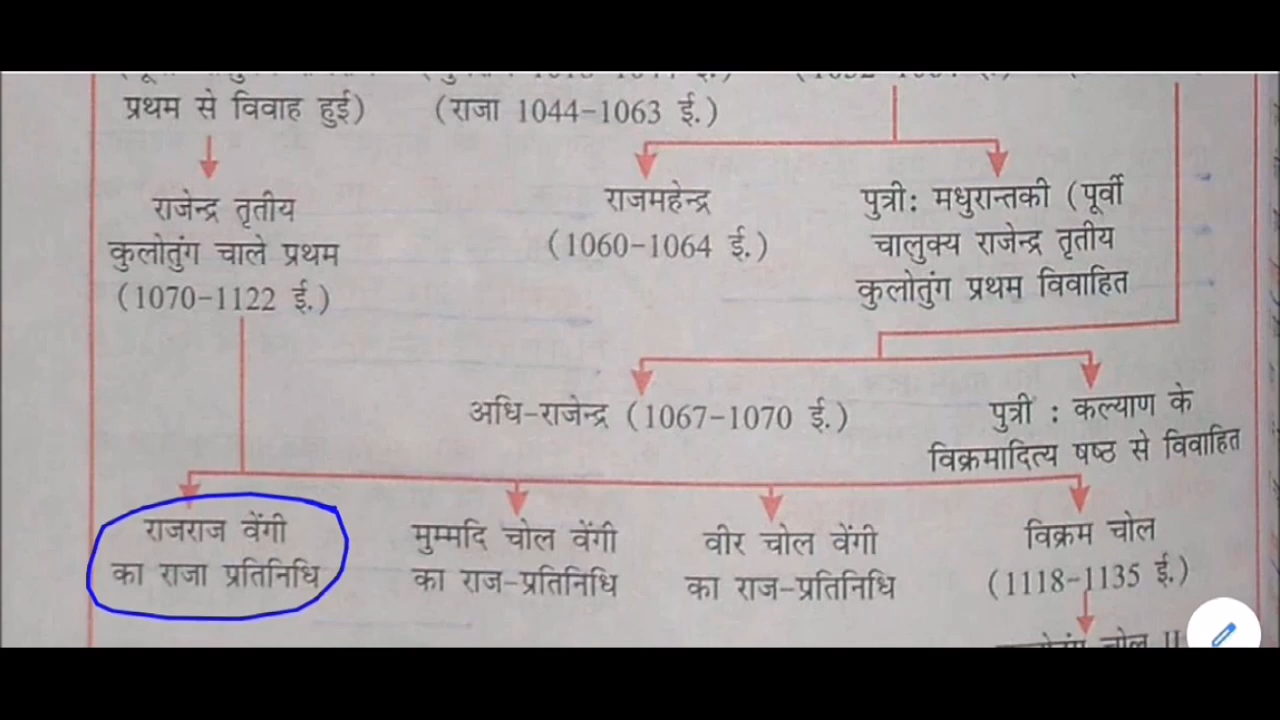 प्रथम से विवाह हुई)
(राजा 1044-1063 ई.)
राजेन्द्र तृतीय
कुलोतुंग चाले प्रथम
(1070-1122 ई.)
राजमहेन्द्र
(1060-1064 ई.)
पुत्री: मधुरान्तकी (पूर्वी
चालुक्य राजेन्द्र तृतीय
कुलोतुंग प्रथम विवाहित
अधि-राजेन्द्र (1067-1070 ई.)
पुत्री : कल्याण के
विक्रमादित्य षष्ठ से विवाहित
राजराज वेंगी
का राजा प्रतिनिधि
मुम्मदि चोल वेंगी
का राज-प्रतिनिधि
वीर चोल वेंगी
का राज-प्रतिनिधि
विक्रम चोल
(1118-1135 ई.)
चोल II